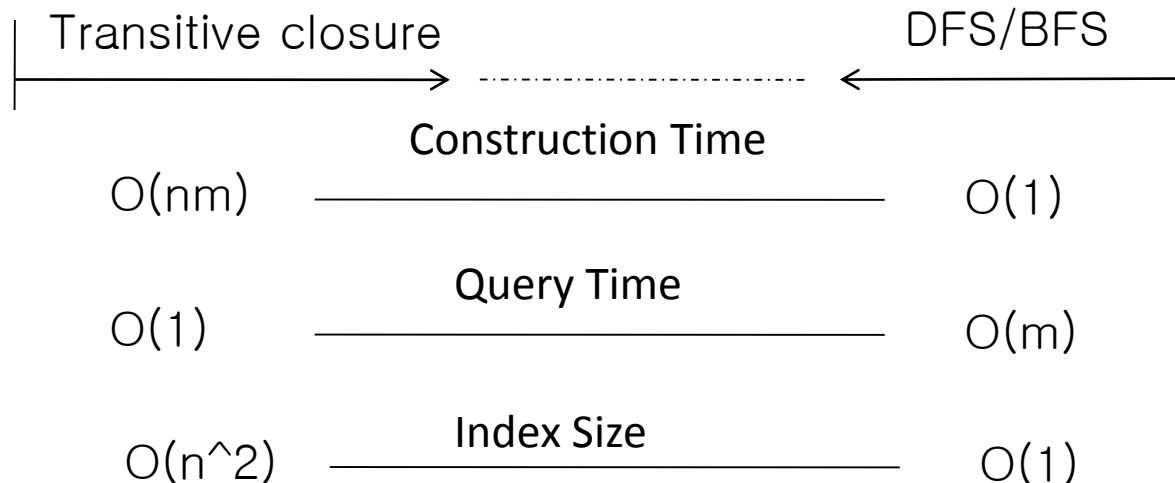 Transitive closure DFS/BFS
Construction Time
O(nm) O(1)
Query Time
O(1) O(m)
Index Size
O(n^2) O(1)